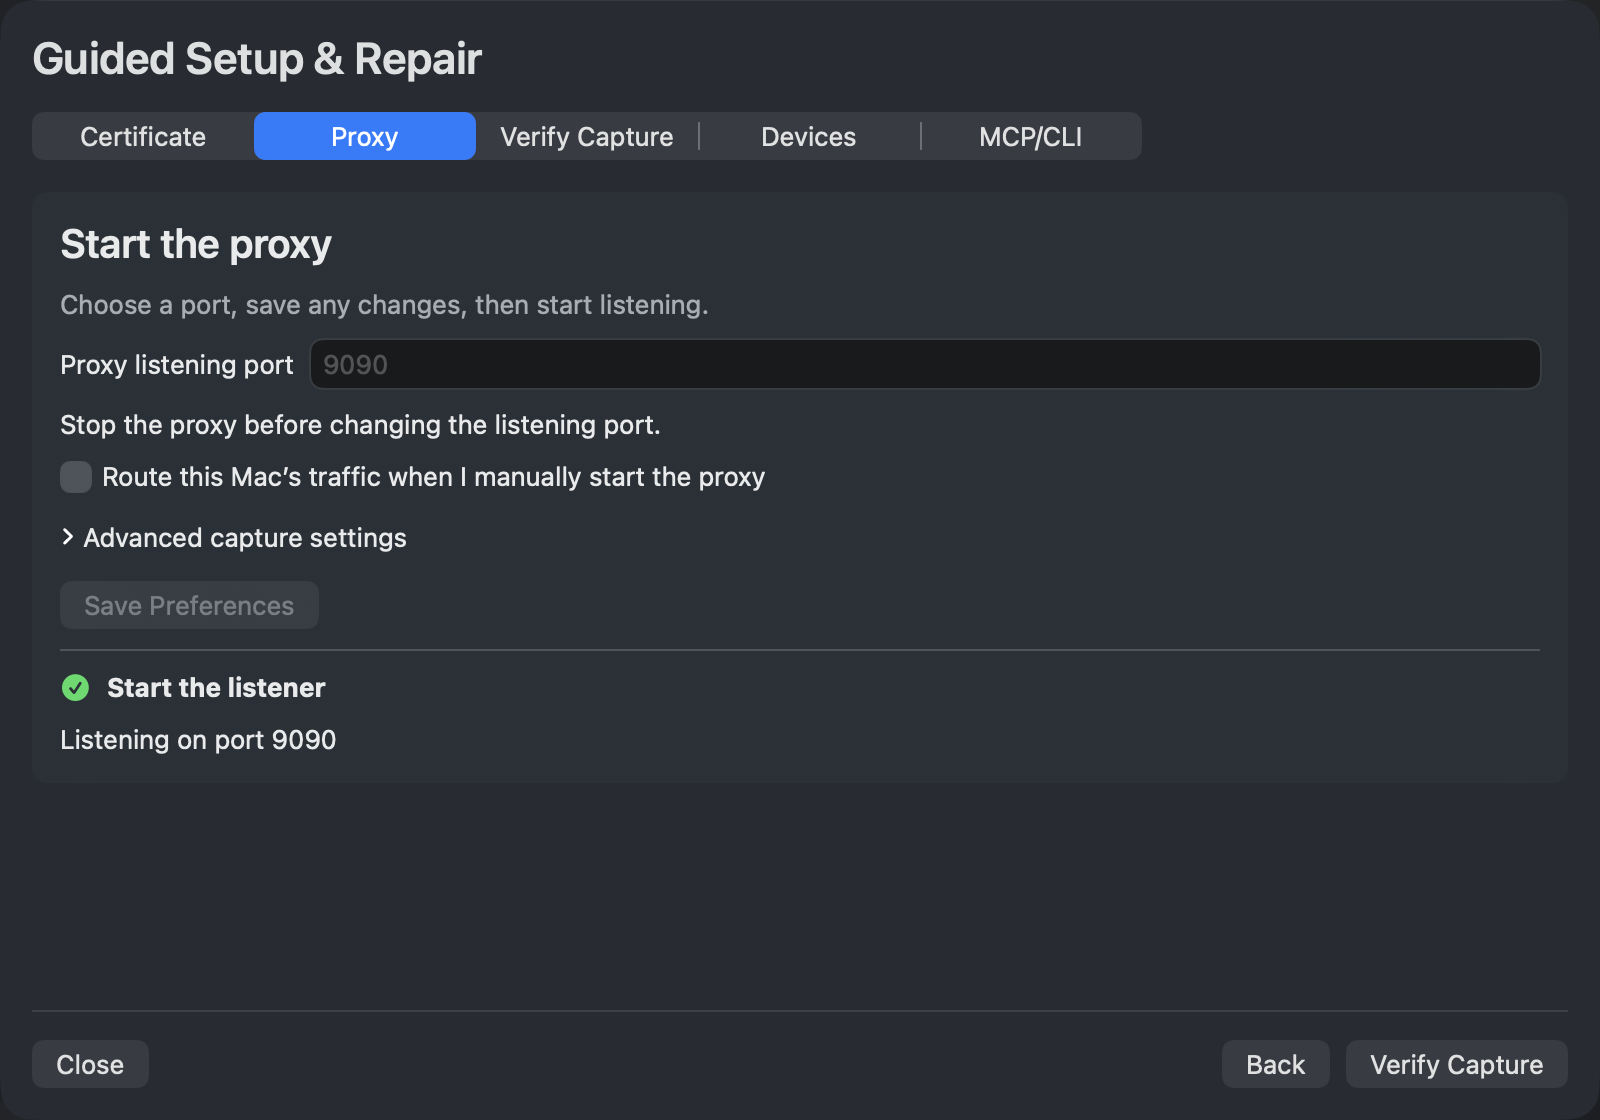 Guided Setup & Repair
Certificate
Proxy
Verify Capture
Devices
MCP/CLI
Start the proxy
Choose a port, save any changes, then start listening.
Proxy listening port
9090
Stop the proxy before changing the listening port.
Route this Mac’s traffic when I manually start the proxy
Advanced capture settings
Save Preferences
Start the listener
Listening on port 9090
Close
Back
Verify Capture